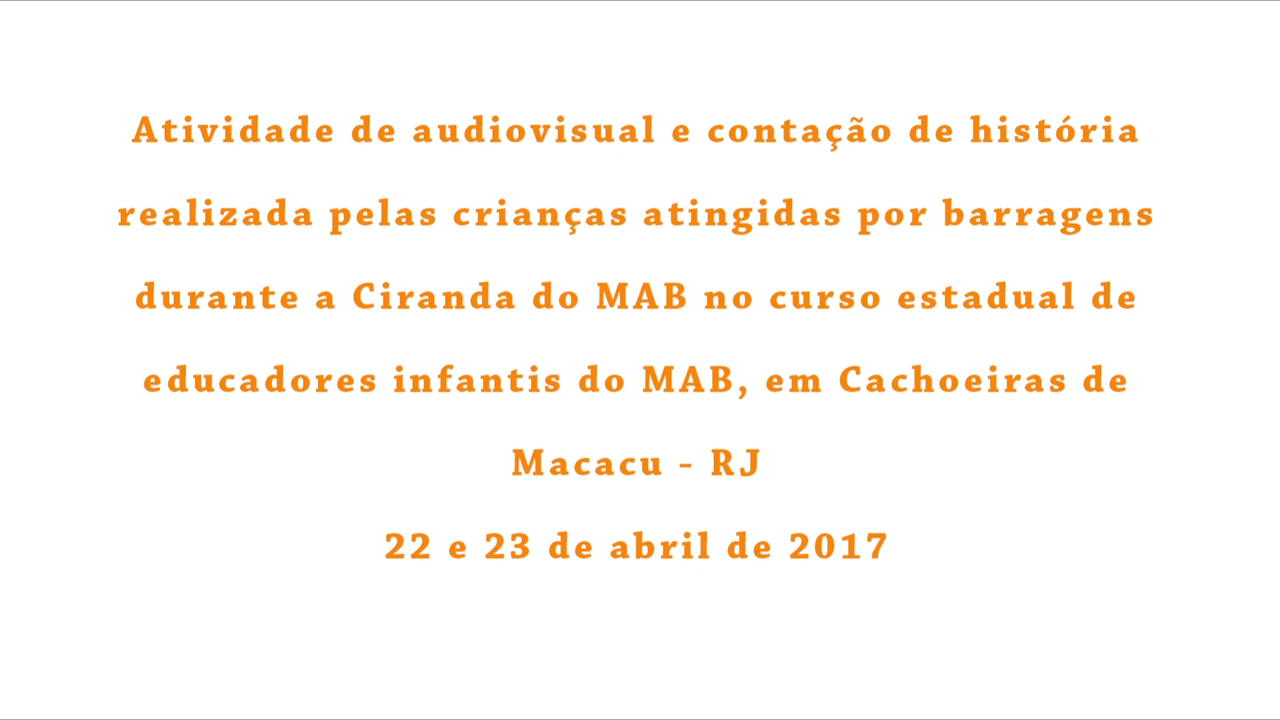 Atividade de audiovisual e contação de história
realizada pelas crianças atingidas por barragens
durante a Ciranda do MAB no curso estadual de
educadores infantis do MAB, em Cachoeiras de
Macacu - RJ
22 e 23 de abril de 2017